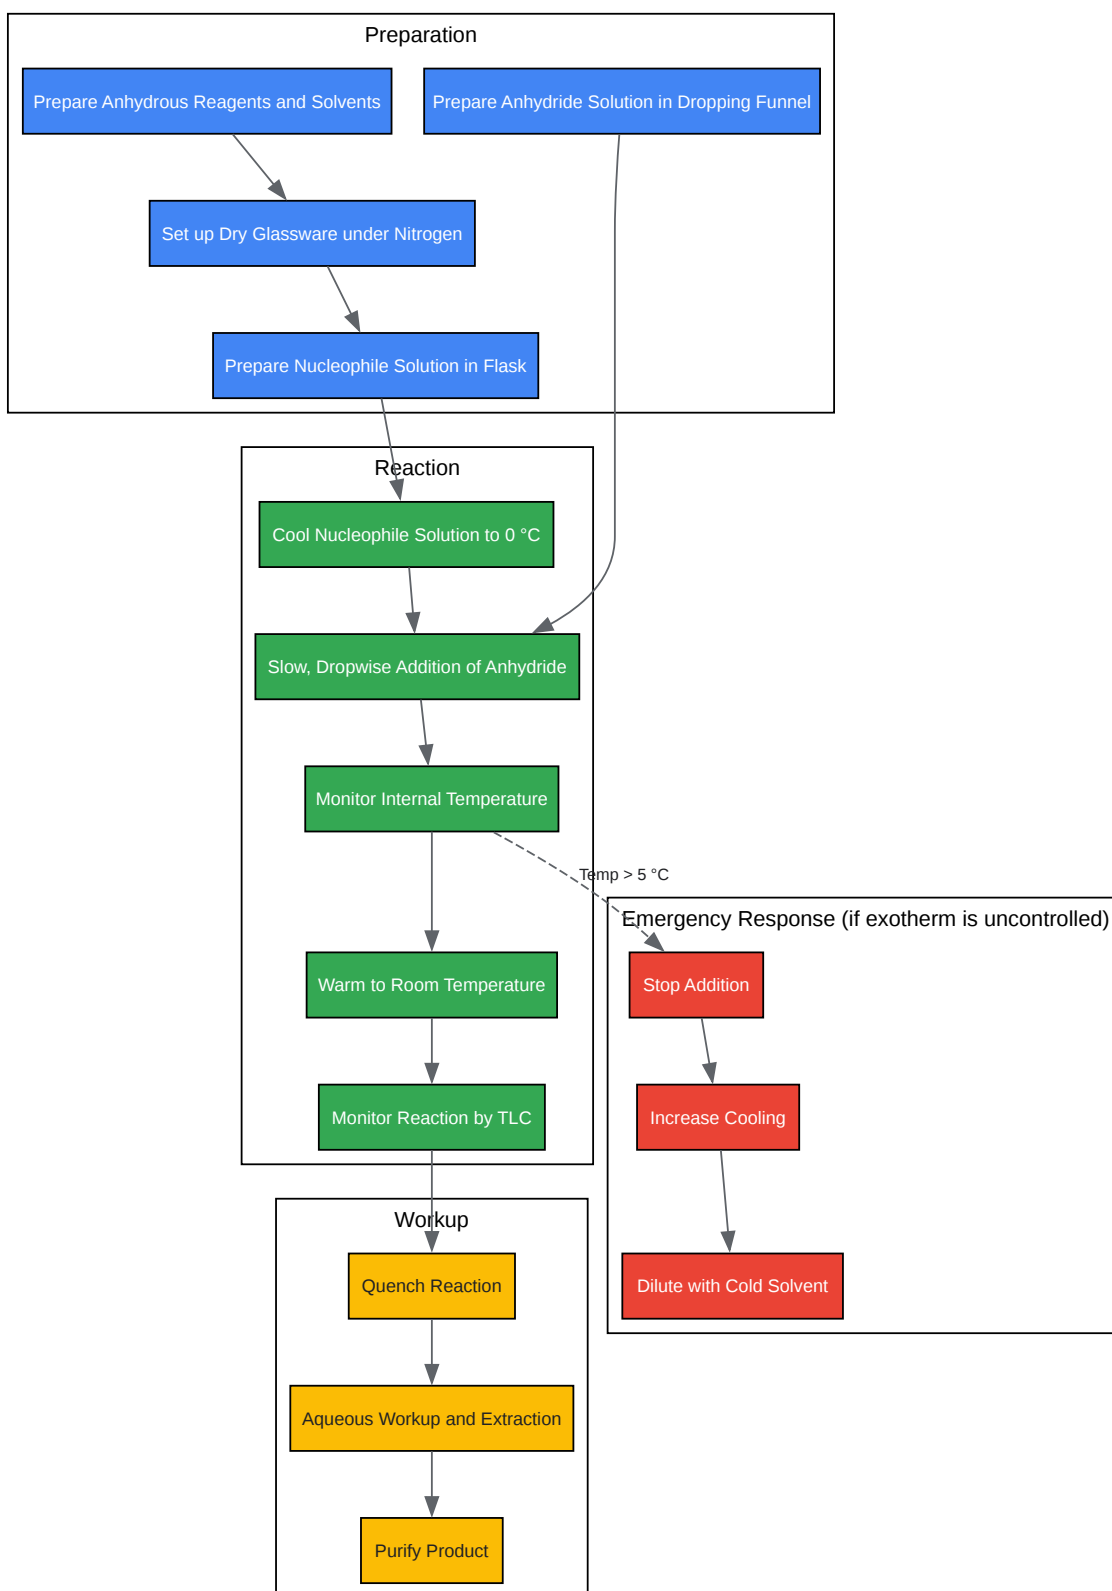 Preparation
Prepare Anhydrous Reagents and Solvents
Prepare Anhydride Solution in Dropping Funnel
Set up Dry Glassware under Nitrogen
Prepare Nucleophile Solution in Flask
Reaction
Cool Nucleophile Solution to 0 °C
Slow, Dropwise Addition of Anhydride
Monitor Internal Temperature
Temp > 5 °C
Emergency Response (if exotherm is uncontrolled)
Warm to Room Temperature
Stop Addition
Monitor Reaction by TLC
Increase Cooling
Workup
Quench Reaction
Dilute with Cold Solvent
Aqueous Workup and Extraction
Purify Product